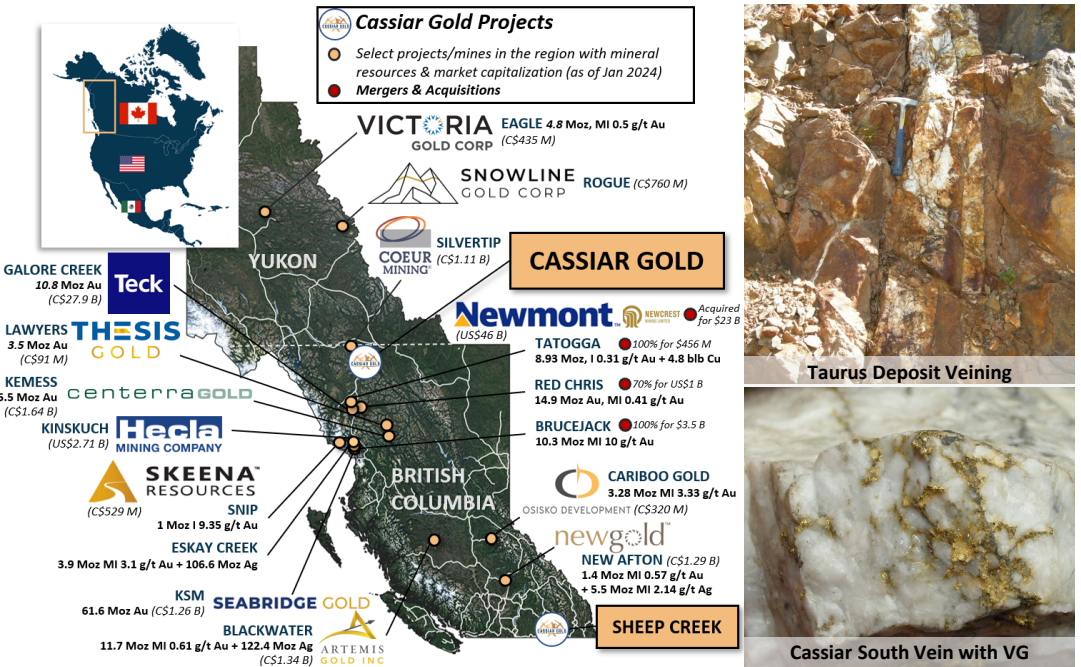 Cassiar Gold Projects
Select projects/mines in the region with mineral
resources & market capitalization (as of Jan 2024)
Mergers & Acquisitions
VICTORIA
GOLD CORP
EAGLE 4.8 Moz, MI 0.5 g/t Au
(C$435 M)
SNOWLINE
GOLD CORP
ROGUE (C$760 M)
COEUR
MINING
SILVERTIP
(C$1.11 B)
YUKON
CASSIAR GOLD
GALORE CREEK
10.8 Moz Au
(C$27.9 B)
Teck
LAWYERS
3.5 Moz Au
(C$91 M)
THESIS
GOLD
KEMESS
5.5 Moz Au
(C$1.64 B)
centerraGOLD
KINSKUCH
(US$2.71 B)
Hecla
MINING COMPANY
SKEENA™
RESOURCES
(C$529 M)
SNIP
1 Moz I 9.35 g/t Au
ESKAY CREEK
3.9 Moz MI 3.1 g/t Au + 106.6 Moz Ag
KSM
61.6 Moz Au (C$1.26 B)
SEABRIDGE GOLD
BLACKWATER
11.7 Moz MI 0.61 g/t Au + 122.4 Moz Ag
(C$1.34 B)
ARTEMIS
GOLD INC
CASSIAR GOLD
Newmont™
(US$46 B)
NEWCREST
MINING LIMITED
Acquired
for $23 B
TATOGGA
100% for $456 M
8.93 Moz, I 0.31 g/t Au + 4.8 blb Cu
RED CHRIS
70% for US$1 B
14.9 Moz Au, MI 0.41 g/t Au
BRUCEJACK
100% for $3.5 B
10.3 Moz MI 10 g/t Au
BRITISH
COLUMBIA
OSISKO DEVELOPMENT
CARIBOO GOLD
3.28 Moz MI 3.33 g/t Au
(C$320 M)
newgold™
NEW AFTON (C$1.29 B)
1.4 Moz MI 0.57 g/t Au
+ 5.5 Moz MI 2.14 g/t Ag
CASSIAR GOLD
SHEEP CREEK
Taurus Deposit Veining
Cassiar South Vein with VG